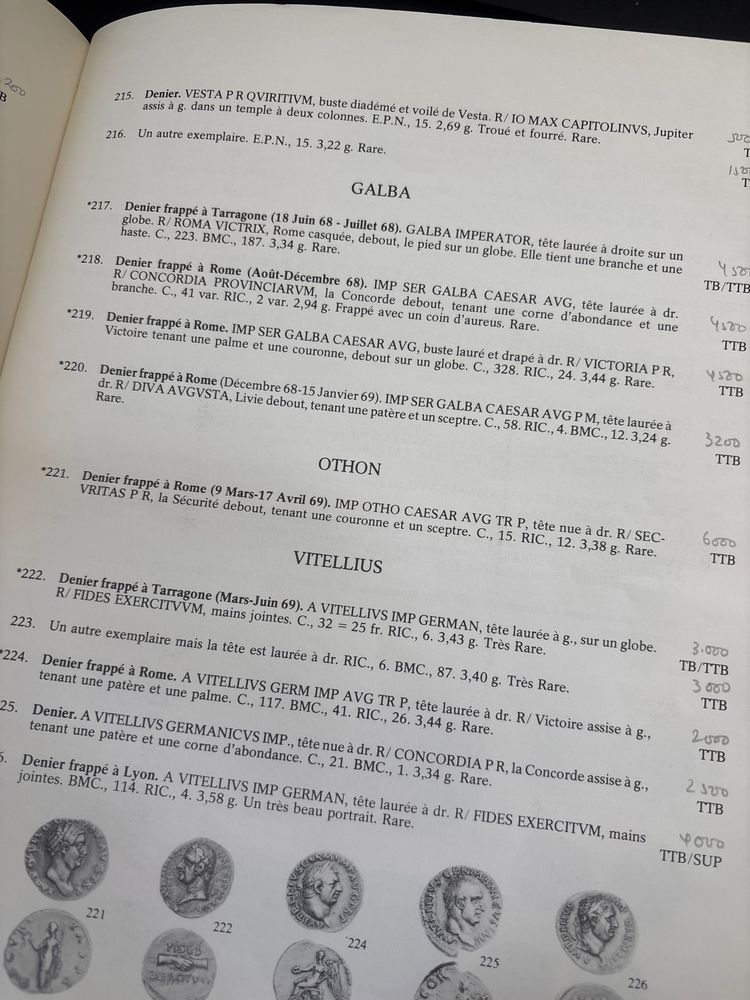 200
B
215. Denier. VESTA P R QVIRITIVM, buste diadémé et voilé de Vesta. R/ IO MAX CAPITOLINVS, Jupiter
assis à g. dans un temple à deux colonnes. E.P.N., 15. 2,69 g. Troué et fourré. Rare.
T
216. Un autre exemplaire. E.P.N., 15. 3,22 g. Rare.
TT
GALBA
*217. Denier frappé à Tarragone (18 Juin 68 - Juillet 68). GALBA IMPERATOR, tête laurée à droite sur un
globe. R/ ROMA VICTRIX, Rome casquée, debout, le pied sur un globe. Elle tient une branche et une
haste. C., 223. BMC., 187. 3,34 g. Rare.
4500
TB/TTB
*218. Denier frappé à Rome (Août-Décembre 68). IMP SER GALBA CAESAR AVG, tête laurée à dr.
R/ CONCORDIA PROVINCIARVM, la Concorde debout, tenant une corne d'abondance et une
branche. C., 41 var. RIC., 2 var. 2,94 g. Frappé avec un coin d'aureus. Rare.
4500
TTB
*219. Denier frappé à Rome. IMP SER GALBA CAESAR AVG, buste lauré et drapé à dr. R/ VICTORIA P R,
Victoire tenant une palme et une couronne, debout sur un globe. C., 328. RIC., 24. 3,44 g. Rare.
4500
TTB
*220. Denier frappé à Rome (Décembre 68-15 Janvier 69). IMP SER GALBA CAESAR AVG P M, tête laurée à
dr. R/ DIVA AVGVSTA, Livie debout, tenant une patère et un sceptre. C., 58. RIC., 4. BMC., 12. 3,24 g.
Rare.
3200
TTB
OTHON
*221. Denier frappé à Rome (9 Mars-17 Avril 69). IMP OTHO CAESAR AVG TR P, tête nue à dr. R/ SEC-
VRITAS P R, la Sécurité debout, tenant une couronne et un sceptre. C., 15. RIC., 12. 3,38 g. Rare.
6000
TTB
VITELLIUS
*222. Denier frappé à Tarragone (Mars-Juin 69). A VITELLIVS IMP GERMAN, tête laurée à g., sur un globe.
R/ FIDES EXERCITVVM, mains jointes. C., 32 = 25 fr. RIC., 6. 3,43 g. Très Rare.
3.000
TB/TTB
223. Un autre exemplaire mais la tête est laurée à dr. RIC., 6. BMC., 87. 3,40 g. Très Rare.
3000
TTB
*224. Denier frappé à Rome. A VITELLIVS GERM IMP AVG TR P, tête laurée à dr. R/ Victoire assise à g.,
tenant une patère et une palme. C., 117. BMC., 41. RIC., 26. 3,44 g. Rare.
2000
TTB
25. Denier. A VITELLIVS GERMANICVS IMP., tête nue à dr. R/ CONCORDIA P R, la Concorde assise à g.,
tenant une patère et une corne d'abondance. C., 21. BMC., 1. 3,34 g. Rare.
2500
TTB
6. Denier frappé à Lyon. A VITELLIVS IMP GERMAN, tête laurée à dr. R/ FIDES EXERCITVM, mains
jointes. BMC., 114. RIC., 4. 3,58 g. Un très beau portrait. Rare.
4000
TTB/SUP
221
222
224
225
226